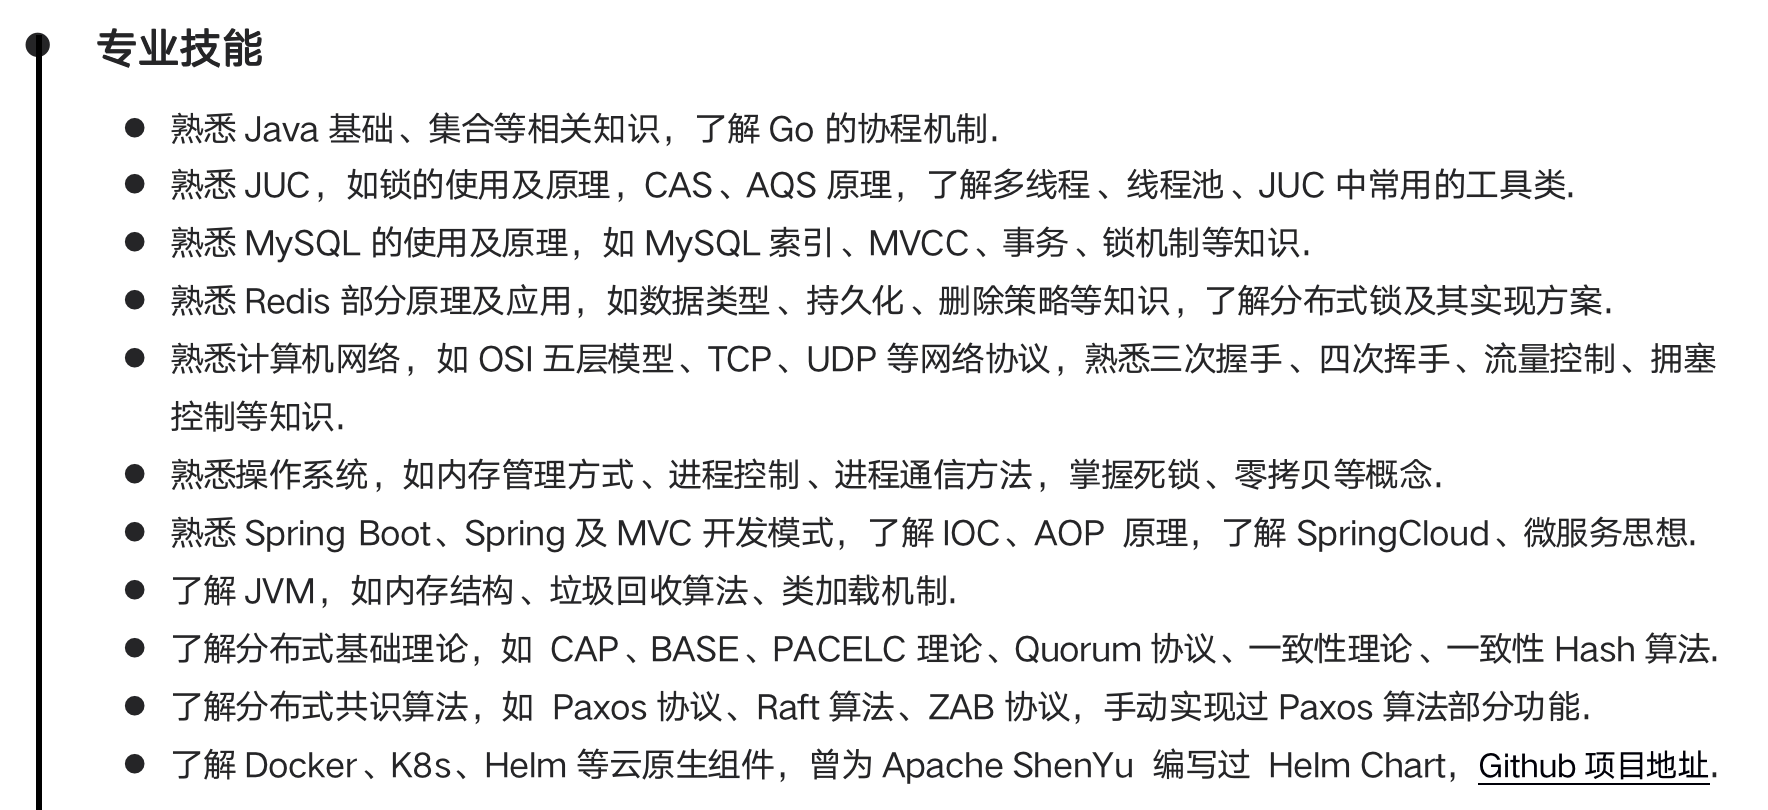 专业技能
熟悉 Java 基础、集合等相关知识，了解 Go 的协程机制.
熟悉 JUC，如锁的使用及原理，CAS、AQS 原理，了解多线程、线程池、JUC 中常用的工具类.
熟悉 MySQL 的使用及原理，如 MySQL 索引、MVCC、事务、锁机制等知识.
熟悉 Redis 部分原理及应用，如数据类型、持久化、删除策略等知识，了解分布式锁及其实现方案.
熟悉计算机网络，如 OSI 五层模型、TCP、UDP 等网络协议，熟悉三次握手、四次挥手、流量控制、拥塞
控制等知识.
熟悉操作系统，如内存管理方式、进程控制、进程通信方法，掌握死锁、零拷贝等概念.
熟悉 Spring Boot、Spring 及 MVC 开发模式，了解 IOC、AOP 原理，了解 SpringCloud、微服务思想.
了解 JVM，如内存结构、垃圾回收算法、类加载机制.
了解分布式基础理论，如 CAP、BASE、PACELC 理论、Quorum 协议、一致性理论、一致性 Hash 算法.
了解分布式共识算法，如 Paxos 协议、Raft 算法、ZAB 协议，手动实现过 Paxos 算法部分功能.
了解 Docker、K8s、Helm 等云原生组件，曾为 Apache ShenYu 编写过 Helm Chart，Github 项目地址.